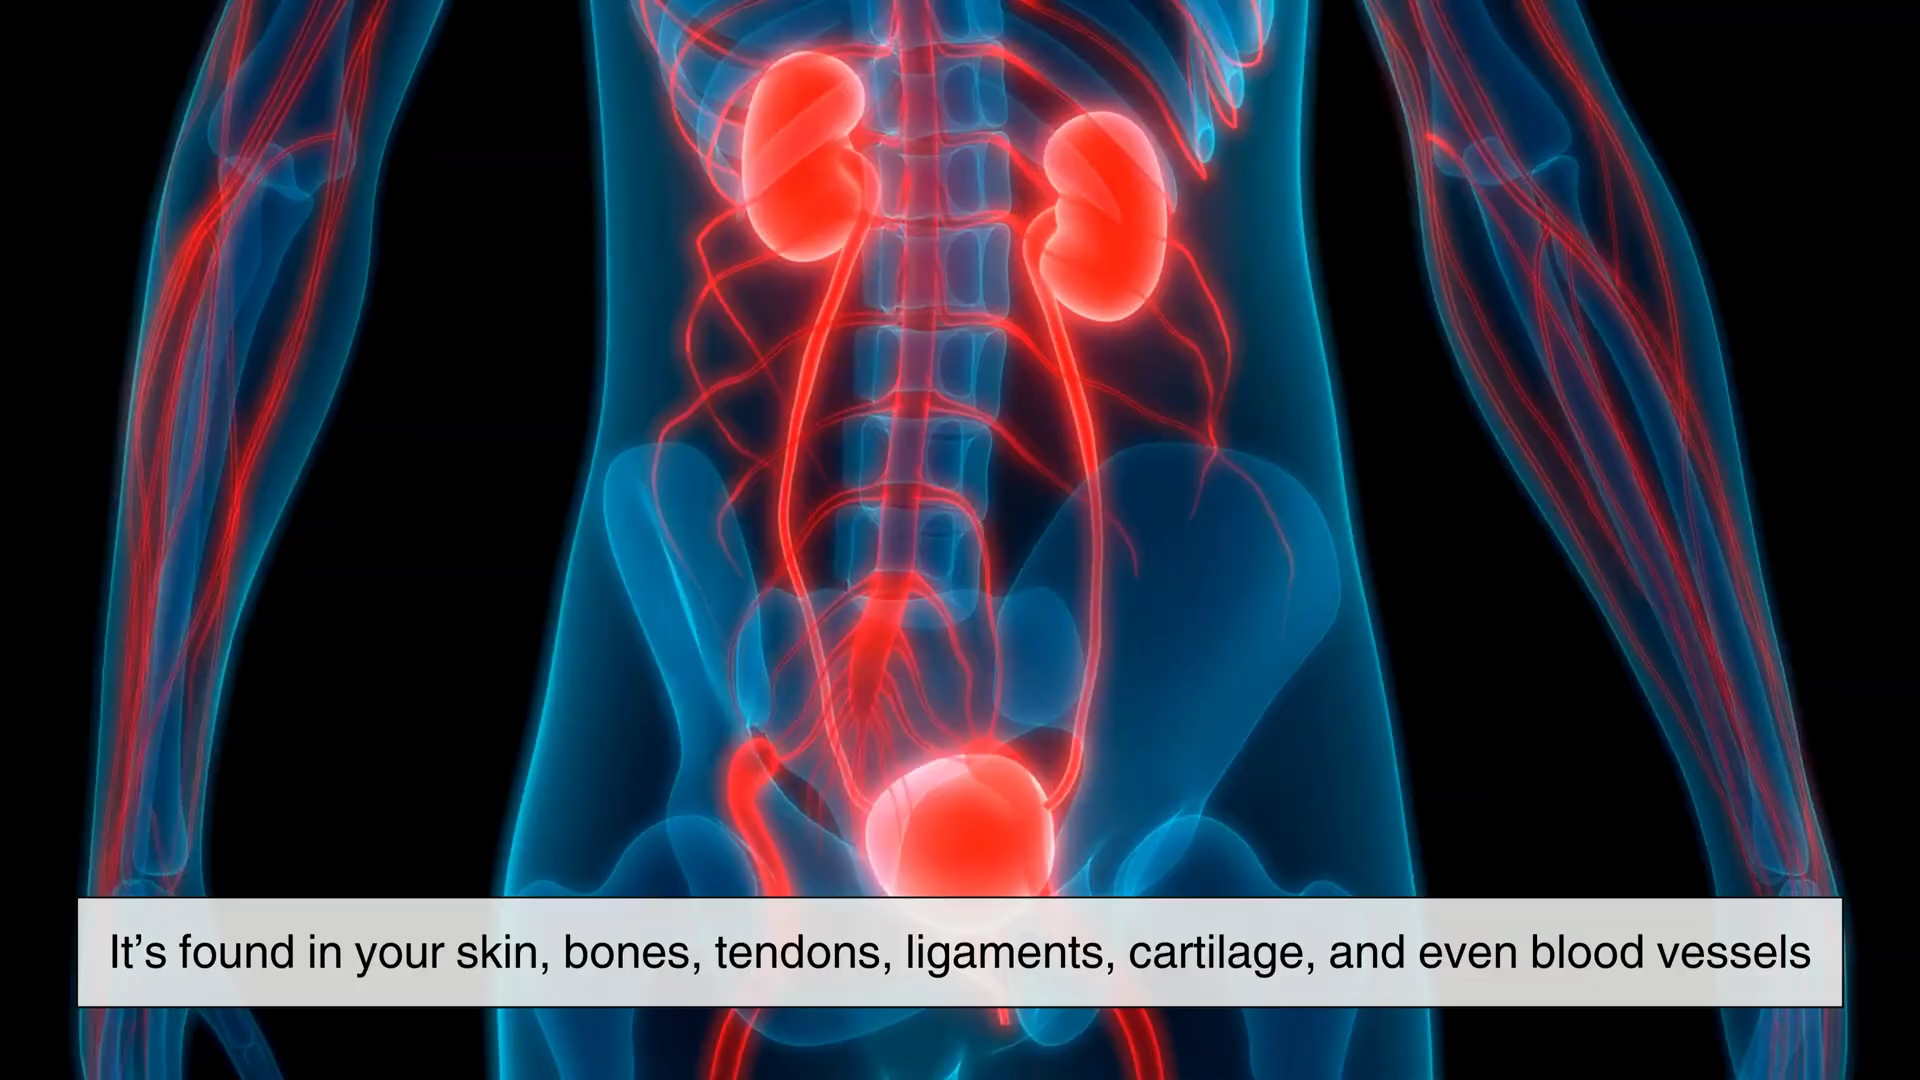 It’s found in your skin, bones, tendons, ligaments, cartilage, and even blood vessels